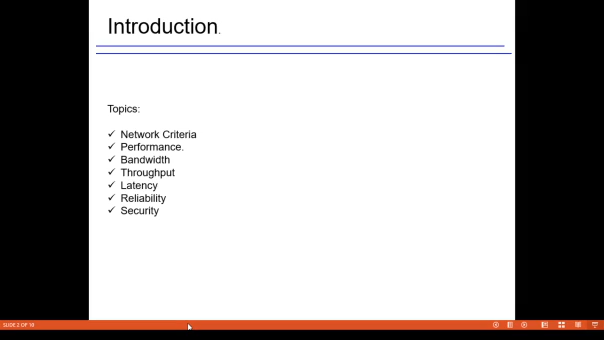 Introduction.
Topics:
✓ Network Criteria
✓ Performance.
✓ Bandwidth
✓ Throughput
✓ Latency
✓ Reliability
✓ Security
SLIDE 2 OF 10